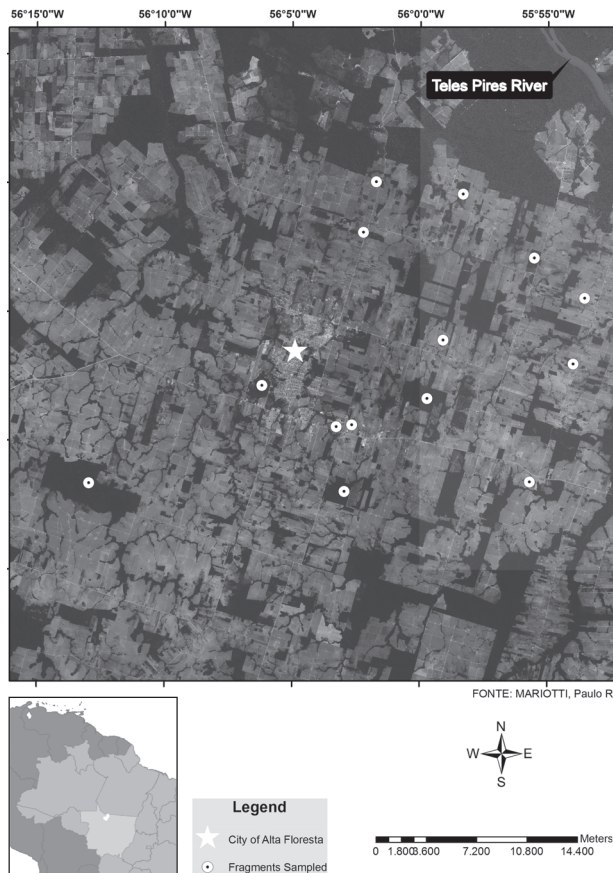 56°15'0"W 56°10'0"W 56°5'0"W 56°0'0"W 55°55'0"W
Teles Pires River
FONTE: MARIOTTI, Paulo R
N
W E
S
Legend
City of Alta Floresta
Fragments Sampled
Meters
0 1.800 3.600 7.200 10.800 14.400